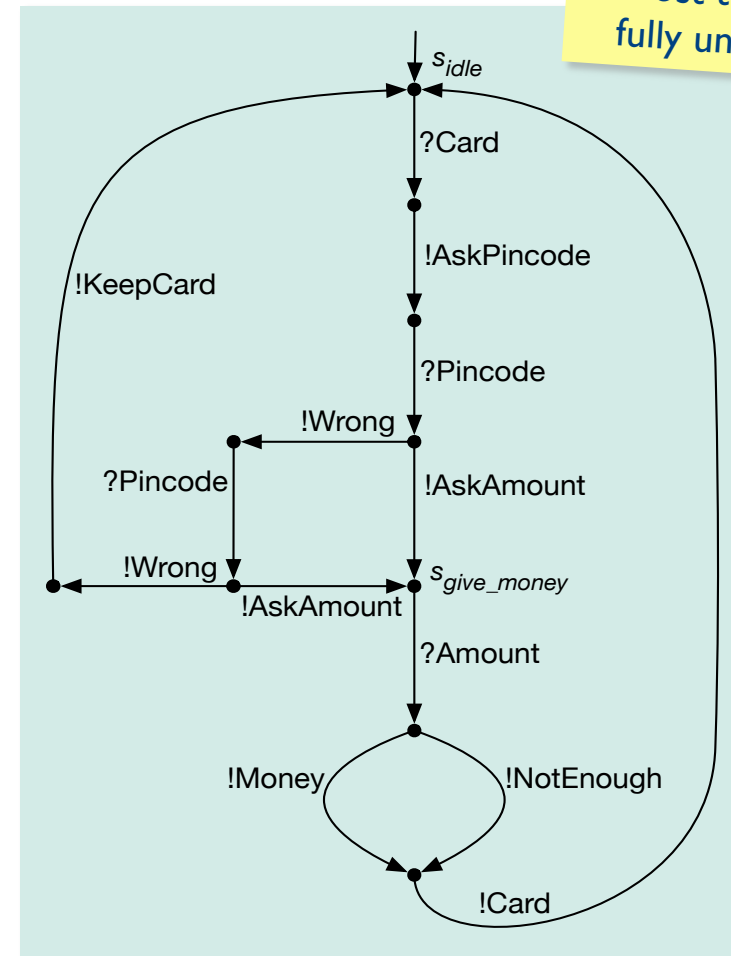 fully un
s_idle
?Card
!AskPincode
!KeepCard
?Pincode
!Wrong
?Pincode
!AskAmount
!Wrong
s_give_money
!AskAmount
?Amount
!Money
!NotEnough
!Card